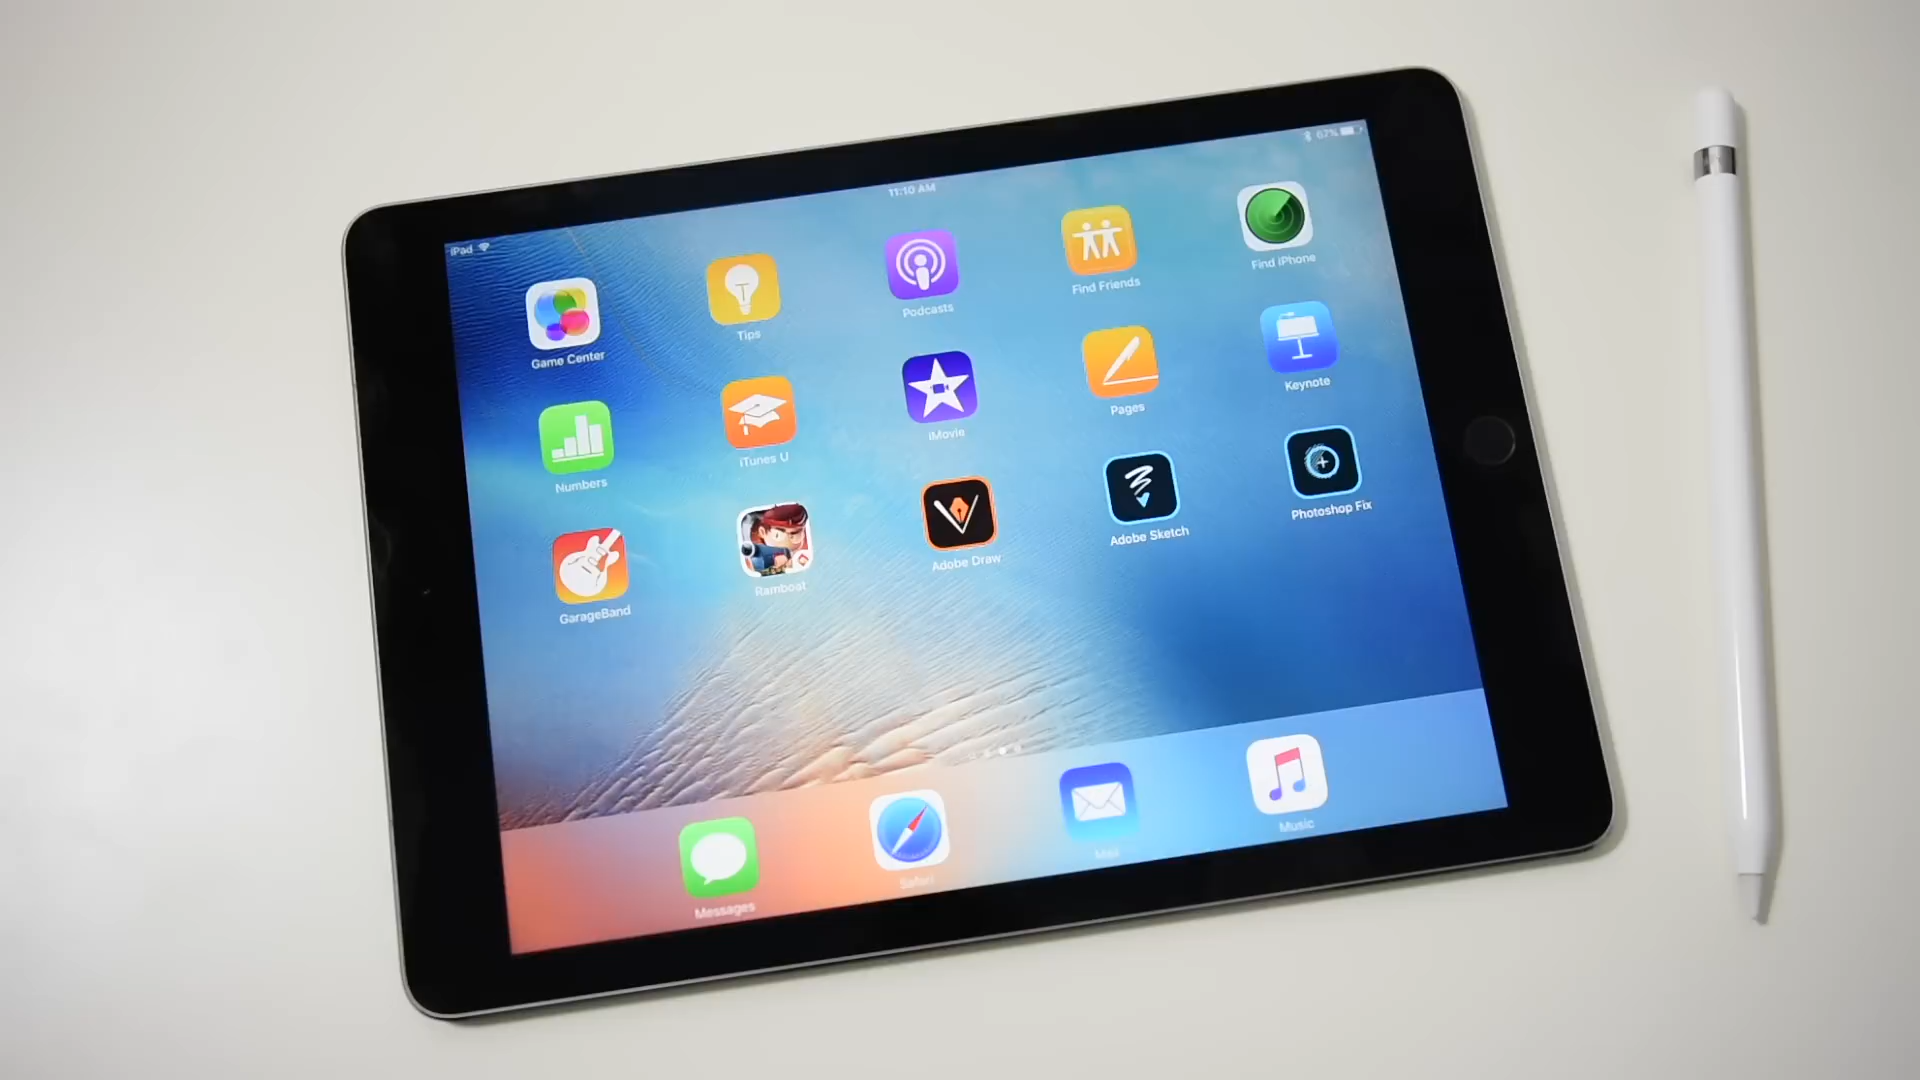 iPad
11:10 AM
67%
Game Center
Tips
Podcasts
Find Friends
Find iPhone
Numbers
iTunes U
iMovie
Pages
Keynote
GarageBand
Ramboat
Adobe Draw
Adobe Sketch
Photoshop Fix
Messages
Safari
Mail
Music